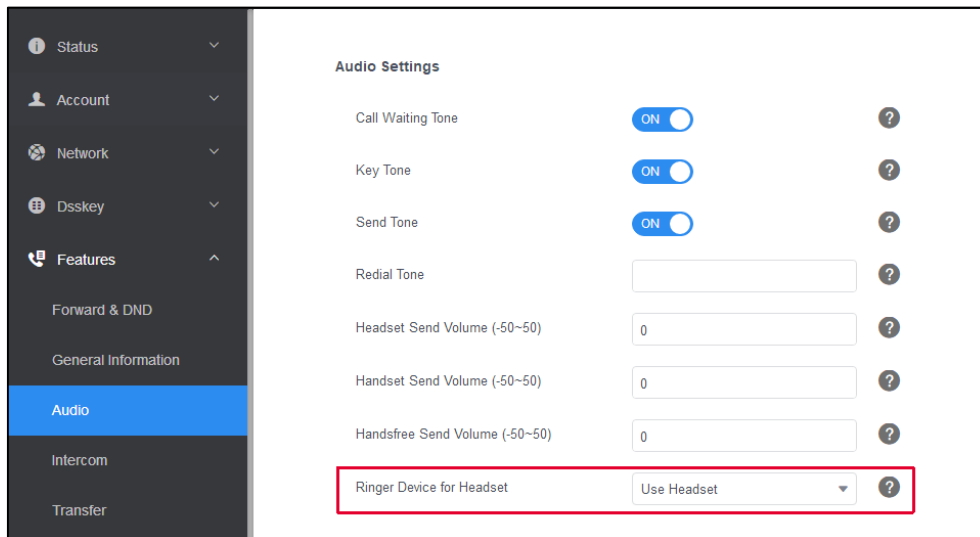 Status
Account
Network
Dsskey
Features
Forward & DND
General Information
Audio
Intercom
Transfer
Audio Settings
Call Waiting Tone ON ?
Key Tone ON ?
Send Tone ON ?
Redial Tone ?
Headset Send Volume (-50~50) 0 ?
Handset Send Volume (-50~50) 0 ?
Handsfree Send Volume (-50~50) 0 ?
Ringer Device for Headset Use Headset ?